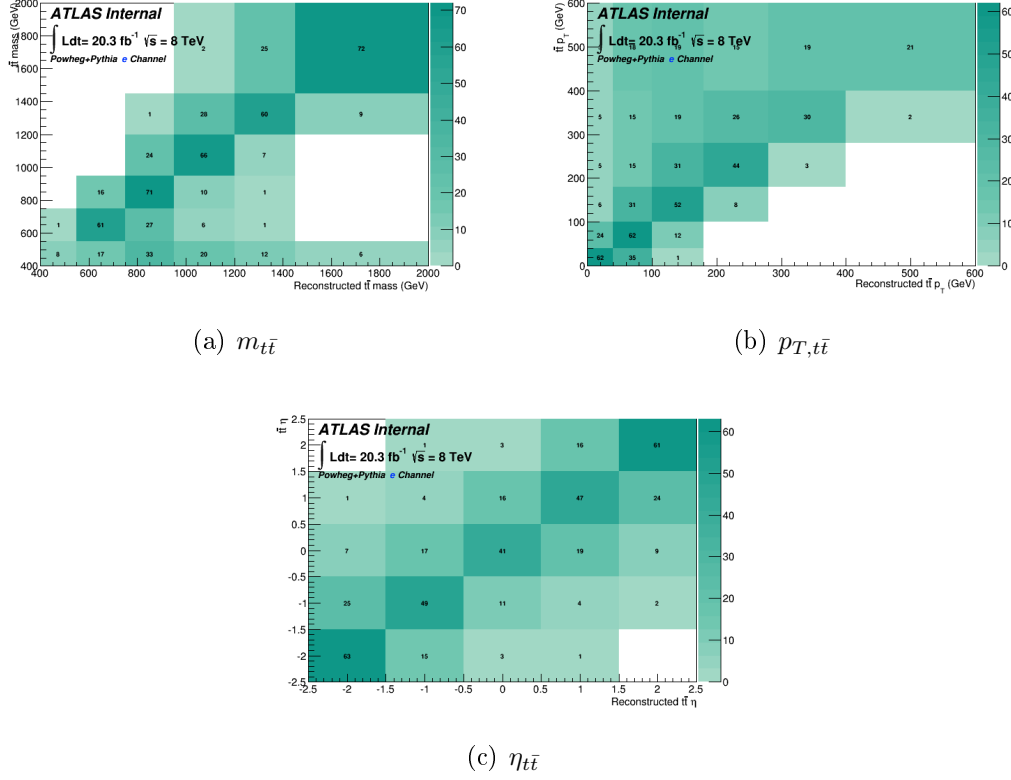 ATLAS Internal
∫ Ldt= 20.3 fb⁻¹ √s = 8 TeV
Powheg+Pythia e Channel
tt̄ mass (GeV)
2000
1800
1600
1400
1200
1000
800
600
400
2 25 72
1 28 60 9
24 66 7
16 71 10 1
1 61 27 6 1
8 17 33 20 12 6
400 600 800 1000 1200 1400 1600 1800 2000
Reconstructed tt̄ mass (GeV)
70
60
50
40
30
20
10
0
(a) m_{tt̄}
ATLAS Internal
∫ Ldt= 20.3 fb⁻¹ √s = 8 TeV
Powheg+Pythia e Channel
tt̄ p_T (GeV)
600
500
400
300
200
100
0
18 19 15 19 21
5 15 19 26 30 2
5 15 31 44 3
6 31 52 8
24 62 12
62 35 1
0 100 200 300 400 500 600
Reconstructed tt̄ p_T (GeV)
60
50
40
30
20
10
0
(b) p_{T,tt̄}
ATLAS Internal
∫ Ldt= 20.3 fb⁻¹ √s = 8 TeV
Powheg+Pythia e Channel
tt̄ η
2.5
2
1.5
1
0.5
0
-0.5
-1
-1.5
-2
-2.5
1 3 16 61
1 4 16 47 24
7 17 41 19 9
25 49 11 4 2
63 15 3 1
-2.5 -2 -1.5 -1 -0.5 0 0.5 1 1.5 2 2.5
Reconstructed tt̄ η
60
50
40
30
20
10
0
(c) η_{tt̄}